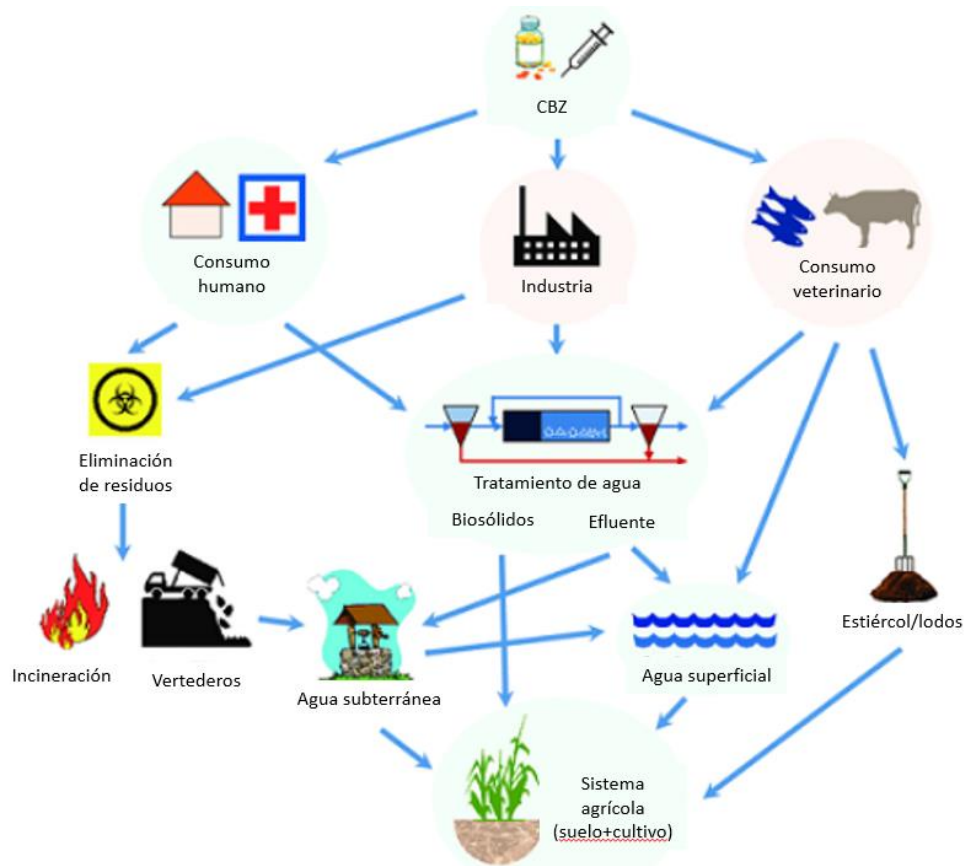 CBZ
Consumo
humano
Industria
Consumo
veterinario
Eliminación
de residuos
Tratamiento de agua
Biosólidos
Efluente
Incineración
Vertederos
Agua subterránea
Agua superficial
Estiércol/lodos
Sistema
agrícola
(suelo+cultivo)